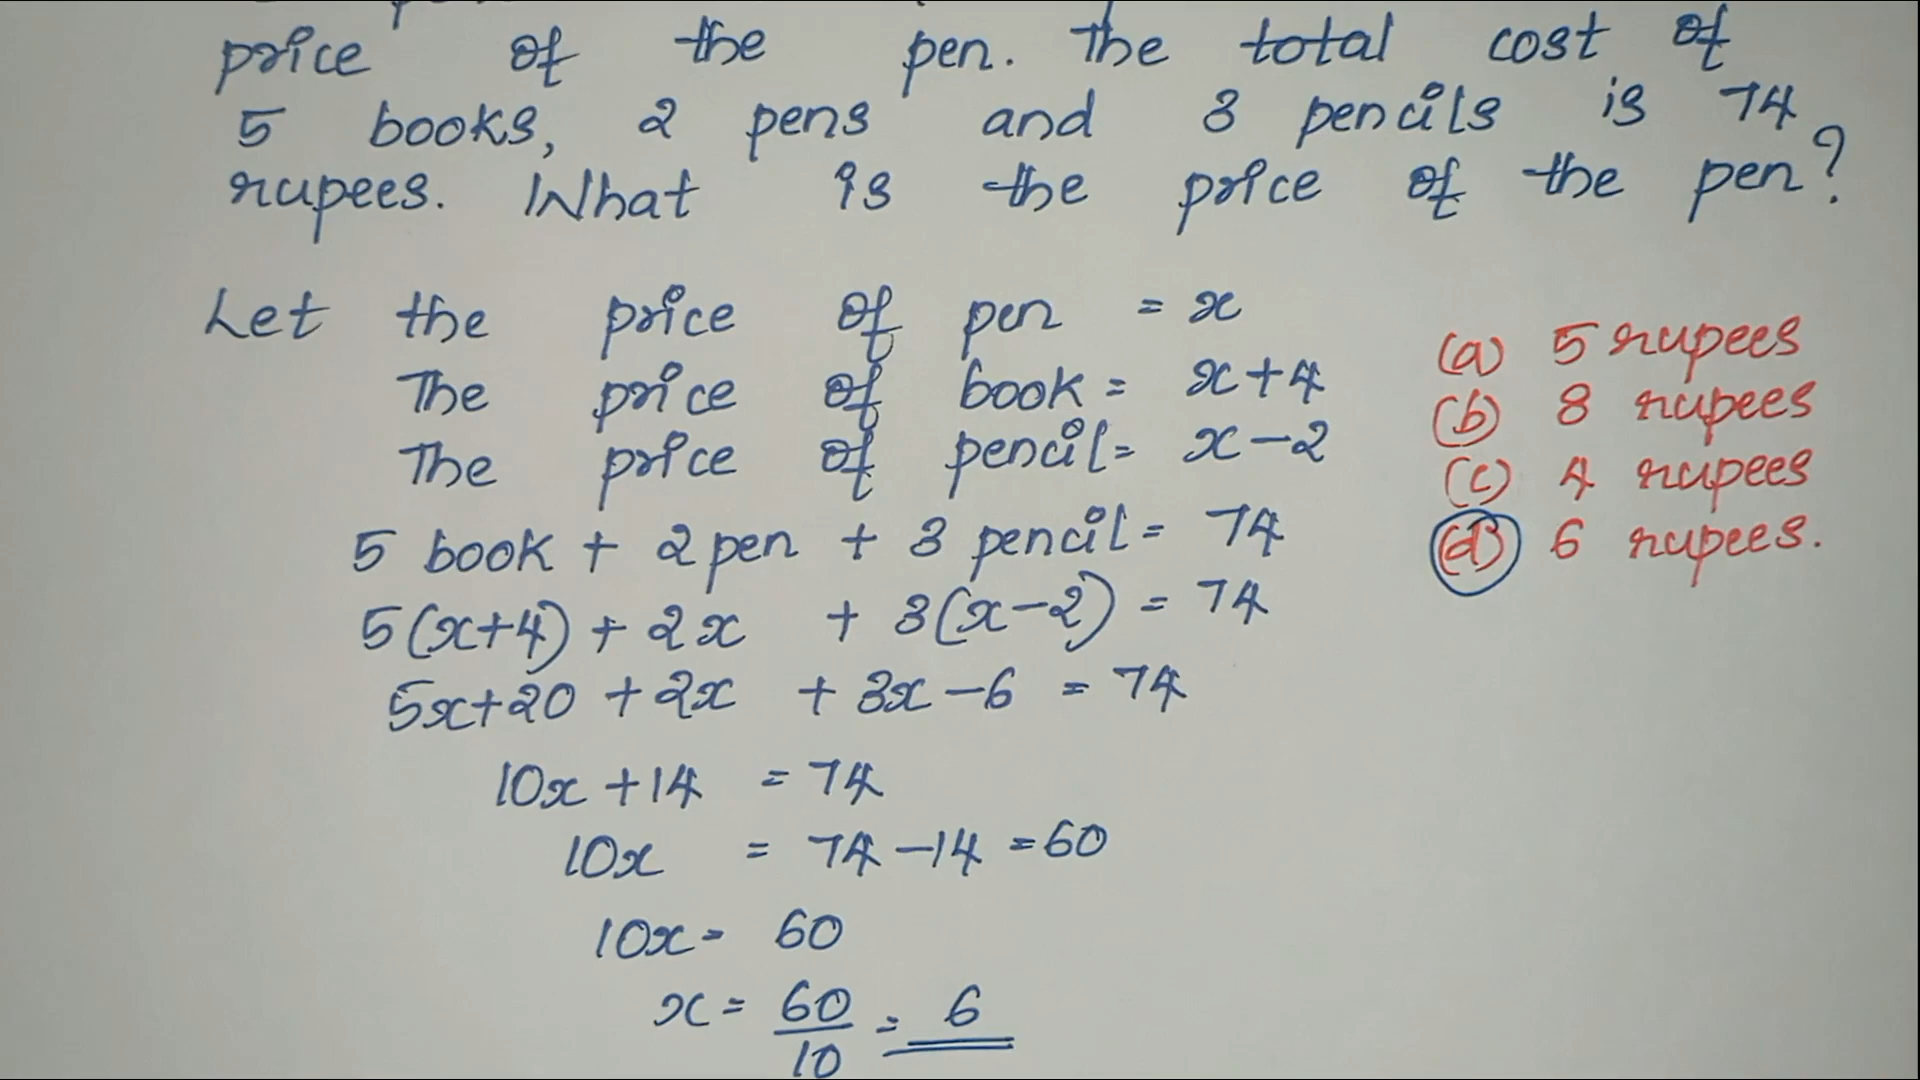 price of the pen. The total cost of
5 books, 2 pens and 3 pencils is 74
rupees. What is the price of the pen?
Let the price of pen = x
The price of book = x+4
The price of pencil = x-2
5 book + 2 pen + 3 pencil = 74
5(x+4) + 2x + 3(x-2) = 74
5x+20 + 2x + 3x-6 = 74
10x+14 = 74
10x = 74-14 = 60
10x = 60
x = 60/10 = 6
(a) 5 rupees
(b) 8 rupees
(c) 4 rupees
(d) 6 rupees.